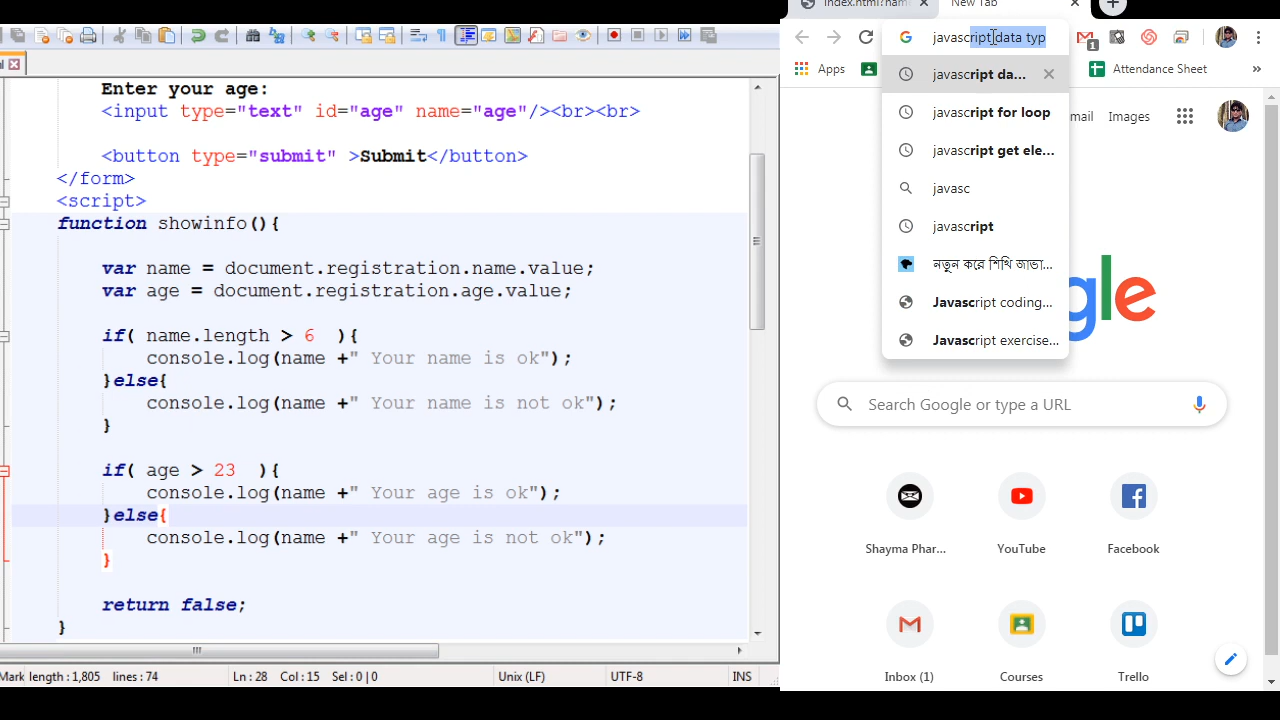 Enter your age:
<input type="text" id="age" name="age"/><br><br>
<button type="submit" >Submit</button>
</form>
<script>
function showinfo(){
var name = document.registration.name.value;
var age = document.registration.age.value;
if( name.length > 6 ){
console.log(name +" Your name is ok");
}else{
console.log(name +" Your name is not ok");
}
if( age > 23 ){
console.log(name +" Your age is ok");
}else{
console.log(name +" Your age is not ok");
}
return false;
}
length : 1,805 lines : 74
Ln : 28 Col : 15 Sel : 0 | 0
Unix (LF)
UTF-8
INS
index.html?nam
New Tab
javascript data typ
1
Apps
Attendance Sheet
»
javascript da...
javascript for loop
javascript get ele...
javasc
javascript
নতুন করে শিখি জাভা...
Javascript coding...
Javascript exercise...
mail
Images
gle
Search Google or type a URL
Shayma Phar...
YouTube
Facebook
Inbox (1)
Courses
Trello